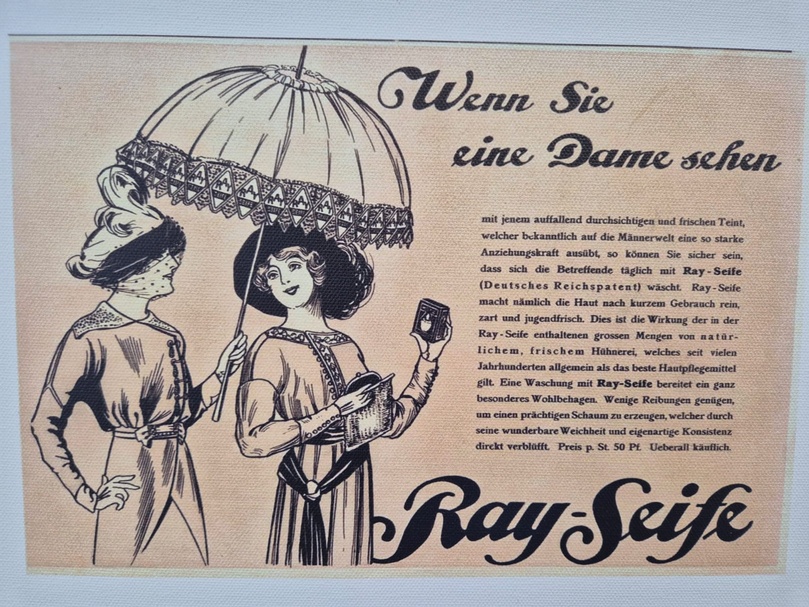 Wenn Sie
eine Dame sehen
mit jenem auffallend durchsichtigen und frischen Teint,
welcher bekanntlich auf die Männerwelt eine so starke
Anziehungskraft ausübt, so können Sie sicher sein,
dass sich die Betreffende täglich mit Ray-Seife
(Deutsches Reichspatent) wäscht. Ray-Seife
macht nämlich die Haut nach kurzem Gebrauch rein,
zart und jugendfrisch. Dies ist die Wirkung der in der
Ray-Seife enthaltenen grossen Mengen von natür-
lichem, frischem Hühnerei, welches seit vielen
Jahrhunderten allgemein als das beste Hautpflegemittel
gilt. Eine Waschung mit Ray-Seife bereitet ein ganz
besonderes Wohlbehagen. Wenige Reibungen genügen,
um einen prächtigen Schaum zu erzeugen, welcher durch
seine wunderbare Weichheit und eigenartige Konsistenz
direkt verblüfft. Preis p. St. 50 Pf. Ueberall käuflich.
Ray-Seife